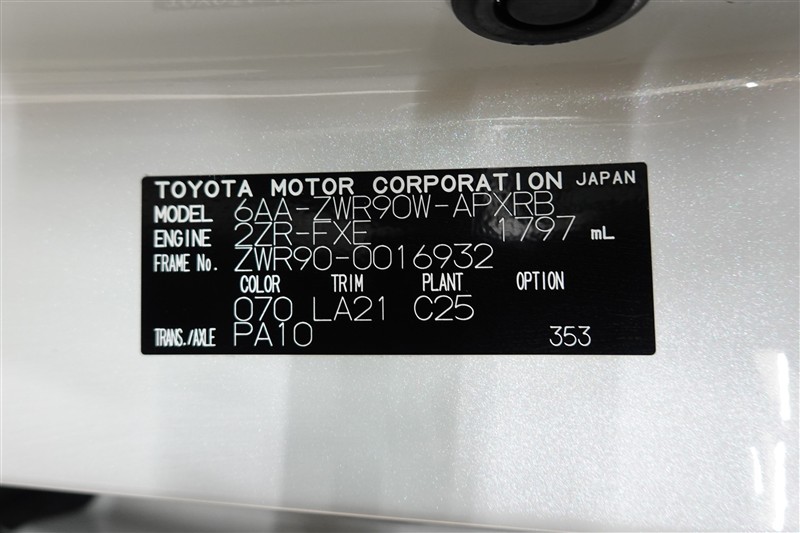 TOYOTA MOTOR CORPORATION JAPAN
MODEL 6AA-ZWR90W-APXRB
ENGINE 2ZR-FXE 1797 mL
FRAME No. ZWR90-0016932
COLOR TRIM PLANT OPTION
070 LA21 C25
TRANS./AXLE PA10 353